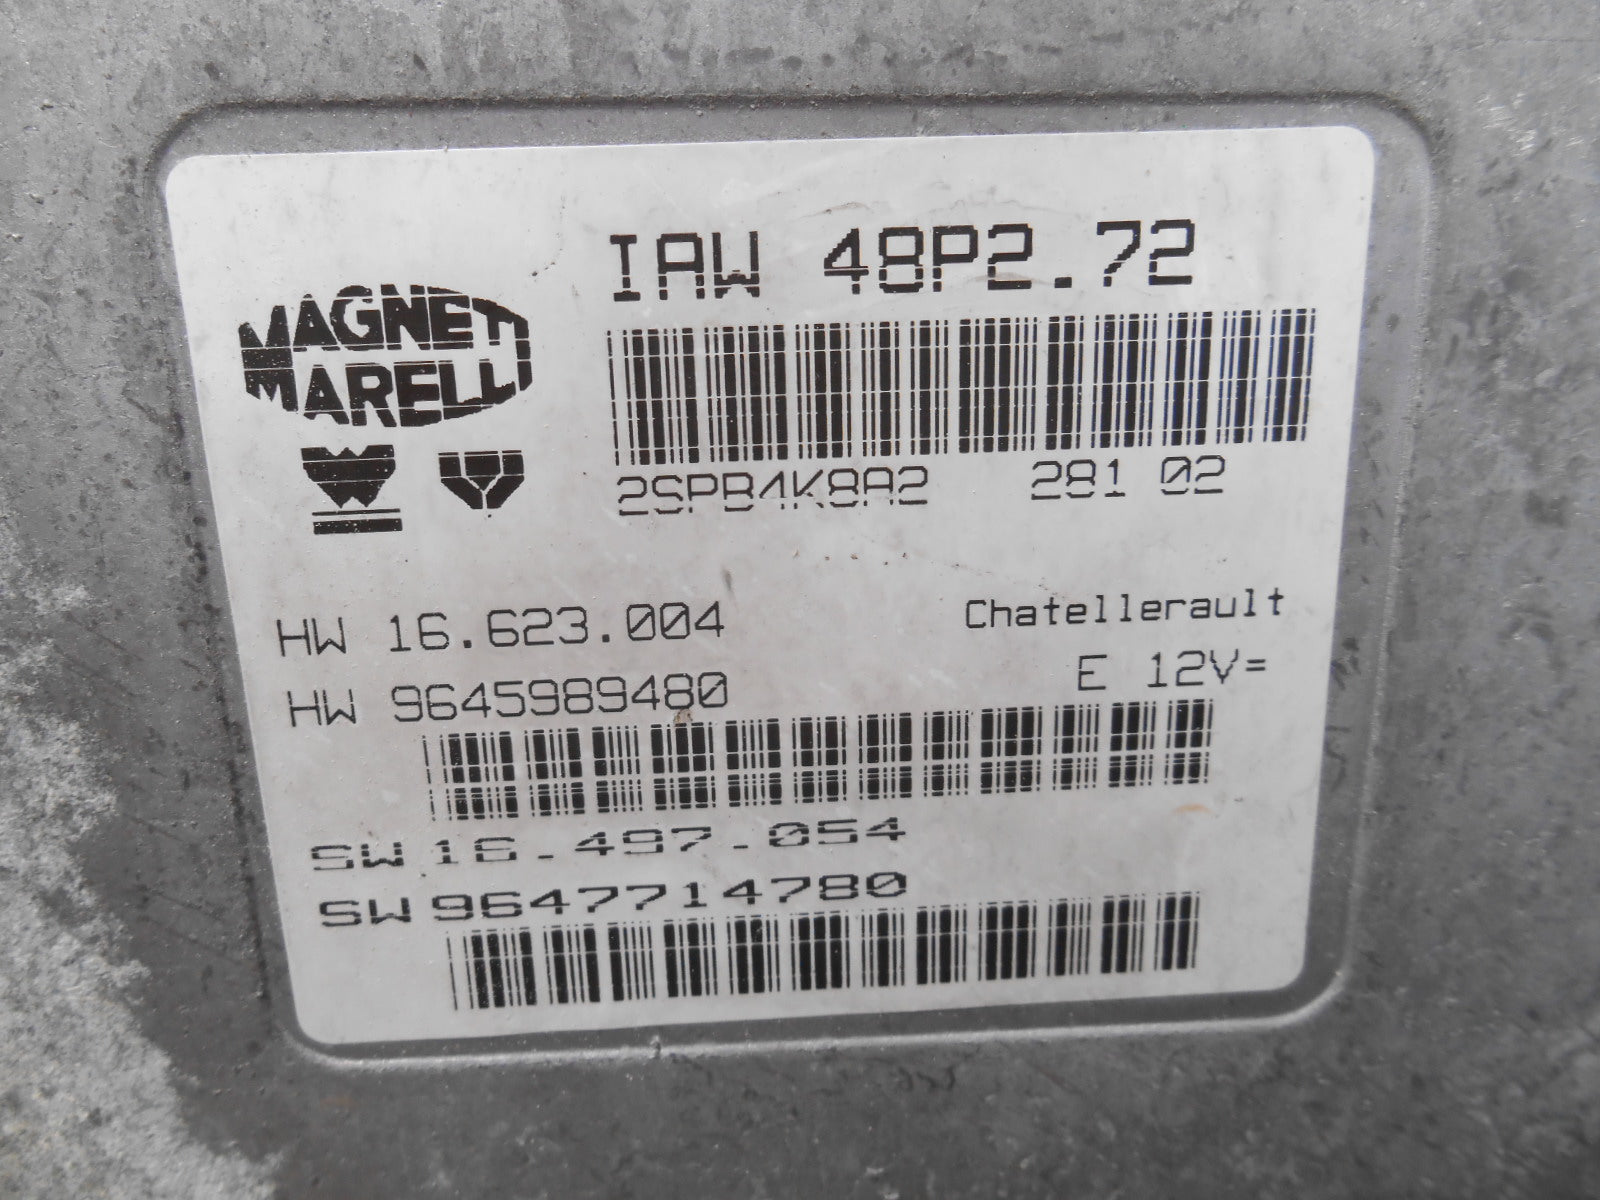 MAGNETI
MARELLI
IAW 48P2.72
2SPB4K8A2 281 02
HW 16.623.004
Chatellerault
HW 9645989480
E 12V=
SW 16.497.054
SW 9647714780